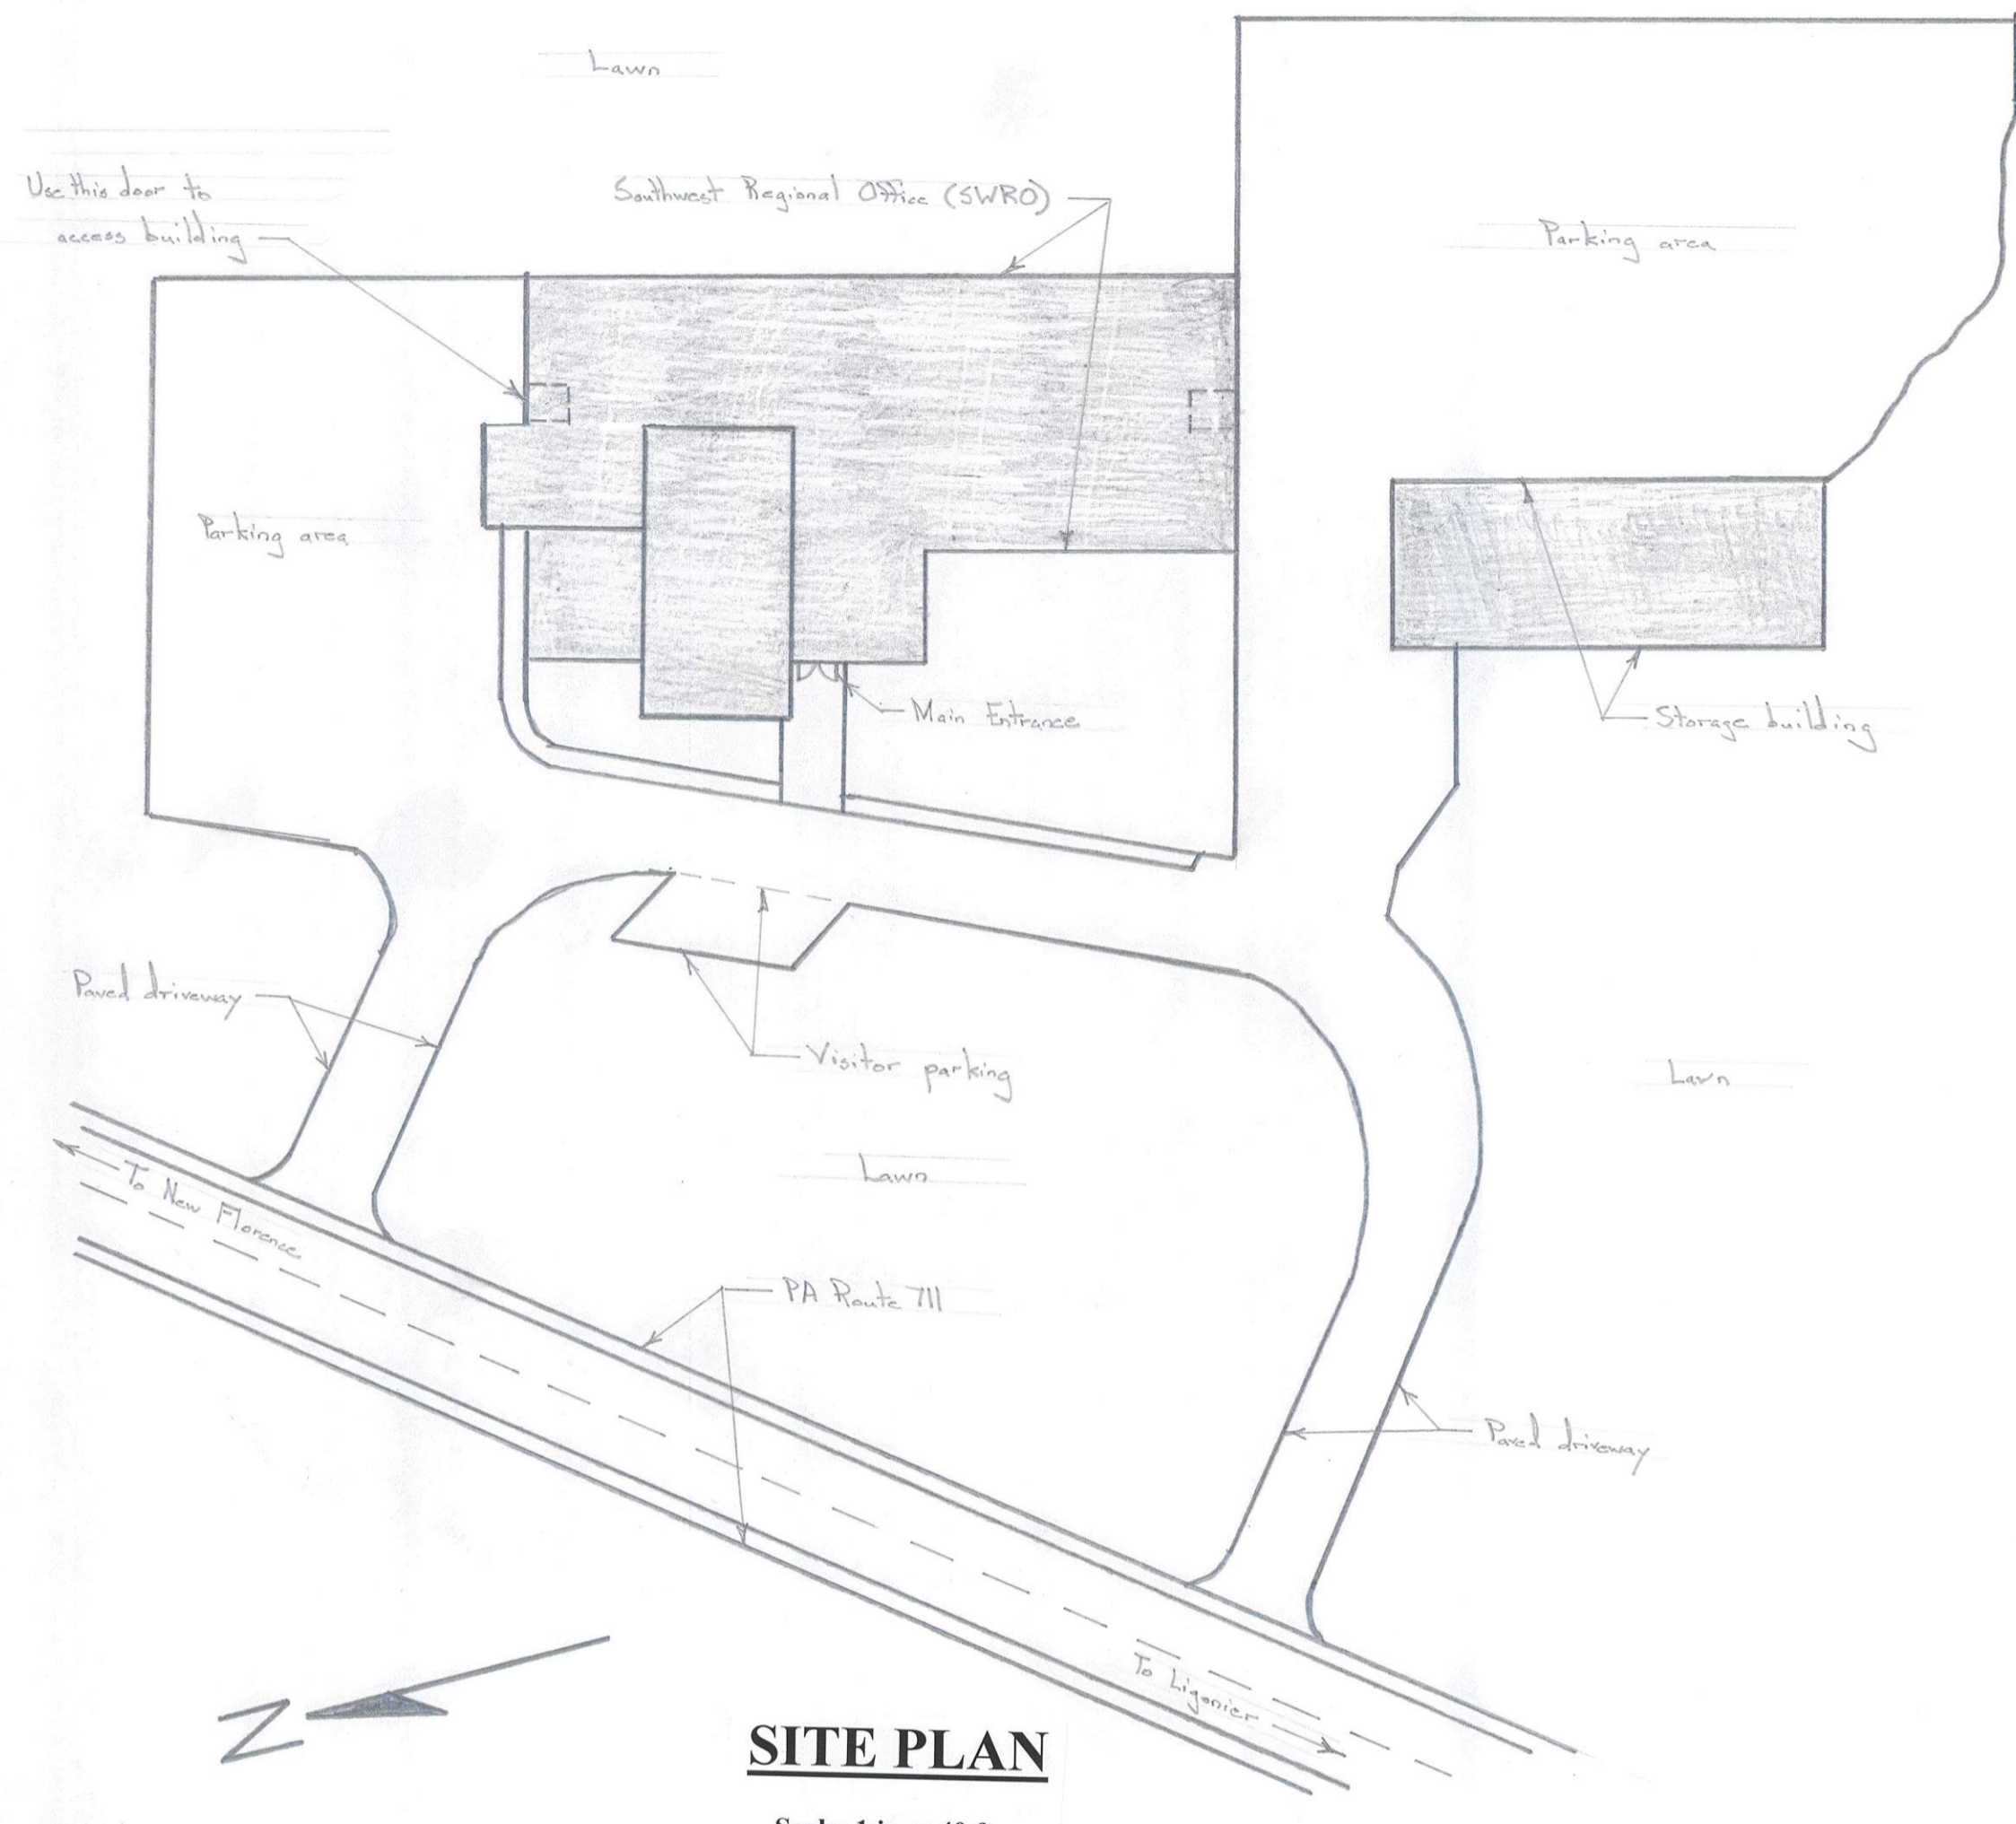 Lawn
Use this door to
access building
Southwest Regional Office (SWRO)
Parking area
Parking area
Main Entrance
Storage building
Paved driveway
Visitor parking
Lawn
Lawn
To New Florence
PA Route 711
Paved driveway
To Ligonier
N
SITE PLAN